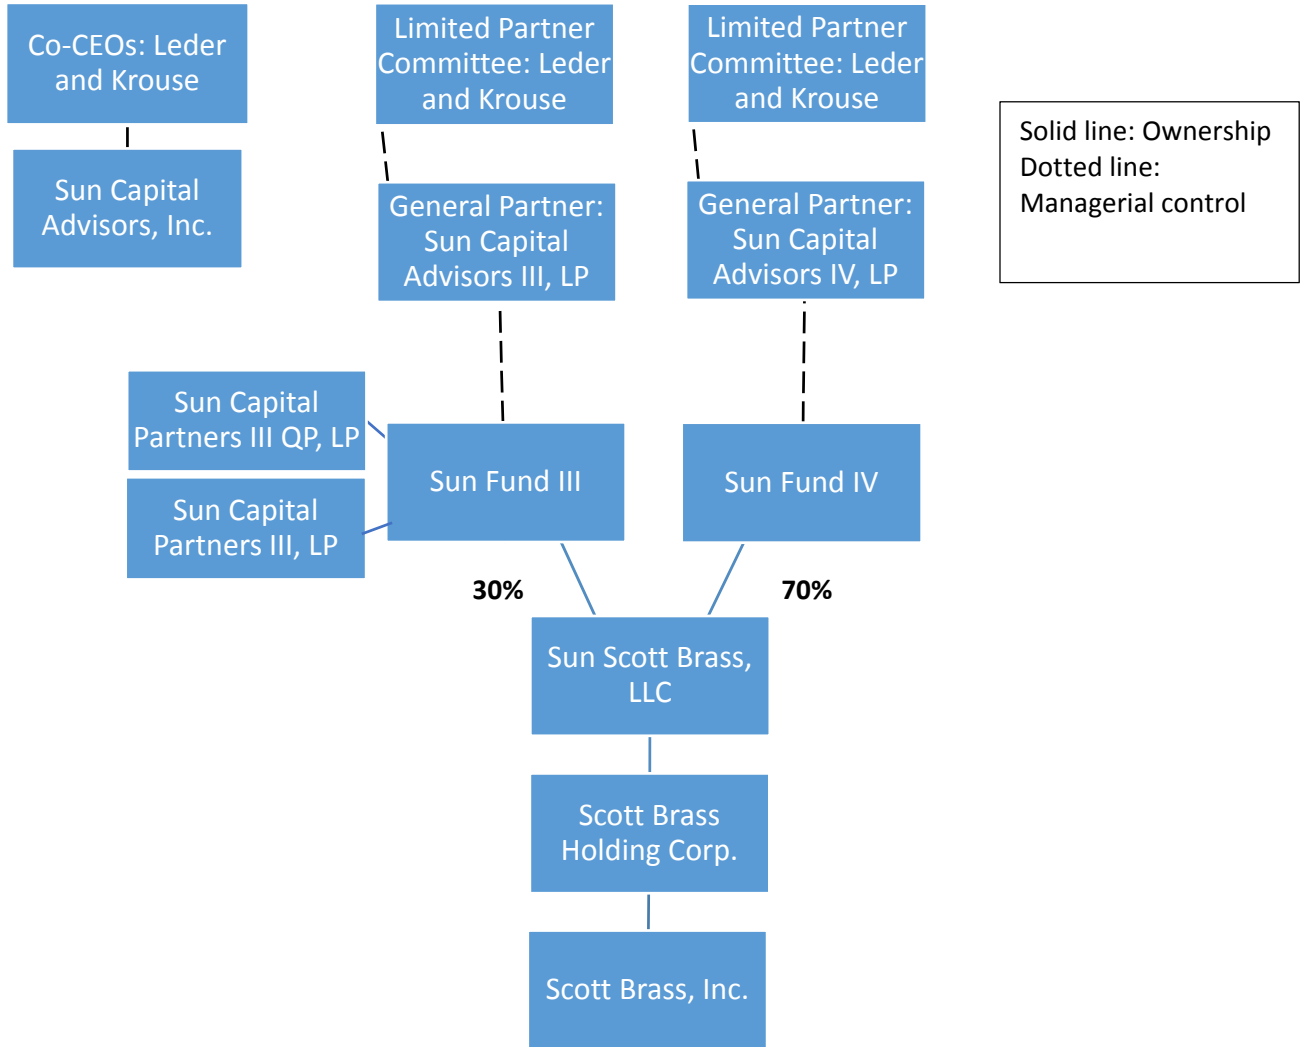 Co-CEOs: Leder
and Krouse
Limited Partner
Committee: Leder
and Krouse
Limited Partner
Committee: Leder
and Krouse
Solid line: Ownership
Dotted line:
Managerial control
Sun Capital
Advisors, Inc.
General Partner:
Sun Capital
Advisors III, LP
General Partner:
Sun Capital
Advisors IV, LP
Sun Capital
Partners III QP, LP
Sun Capital
Partners III, LP
Sun Fund III
Sun Fund IV
30%
70%
Sun Scott Brass,
LLC
Scott Brass
Holding Corp.
Scott Brass, Inc.